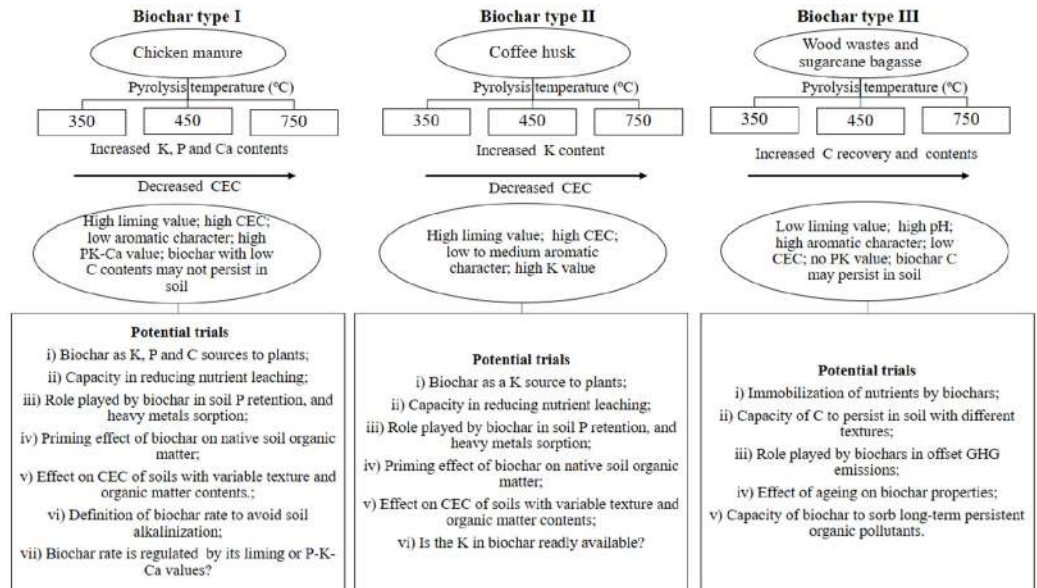 Biochar type I
Chicken manure
Pyrolysis temperature (ºC)
350
450
750
Increased K, P and Ca contents
Decreased CEC
High liming value; high CEC;
low aromatic character; high
PK-Ca value; biochar with low
C contents may not persist in
soil
Potential trials
i) Biochar as K, P and C sources to plants;
ii) Capacity in reducing nutrient leaching;
iii) Role played by biochar in soil P retention, and
heavy metals sorption;
iv) Priming effect of biochar on native soil organic
matter;
v) Effect on CEC of soils with variable texture and
organic matter contents.;
vi) Definition of biochar rate to avoid soil
alkalinization;
vii) Biochar rate is regulated by its liming or P-K-
Ca values?
Biochar type II
Coffee husk
Pyrolysis temperature (ºC)
350
450
750
Increased K content
Decreased CEC
High liming value; high CEC;
low to medium aromatic
character; high K value
Potential trials
i) Biochar as a K source to plants;
ii) Capacity in reducing nutrient leaching;
iii) Role played by biochar in soil P retention, and
heavy metals sorption;
iv) Priming effect of biochar on native soil organic
matter;
v) Effect on CEC of soils with variable texture and
organic matter contents;
vi) Is the K in biochar readily available?
Biochar type III
Wood wastes and
sugarcane bagasse
Pyrolysis temperature (ºC)
350
450
750
Increased C recovery and contents
Low liming value; high pH;
high aromatic character; low
CEC; no PK value; biochar C
may persist in soil
Potential trials
i) Immobilization of nutrients by biochars;
ii) Capacity of C to persist in soil with different
textures;
iii) Role played by biochars in offset GHG
emissions;
iv) Effect of ageing on biochar properties;
v) Capacity of biochar to sorb long-term persistent
organic pollutants.